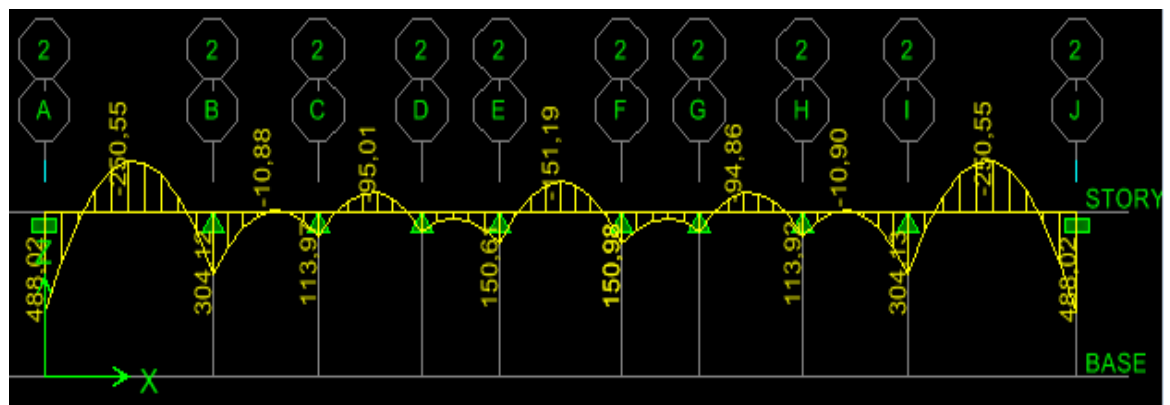 2 2 2 2 2 2 2 2 2 2
A B C D E F G H I J
-250,55 -10,88 -95,01 -151,19 -94,86 -10,90 -250,55
STORY
488,02 304,12 113,97 150,98 113,92 304,13 488,02
BASE
X